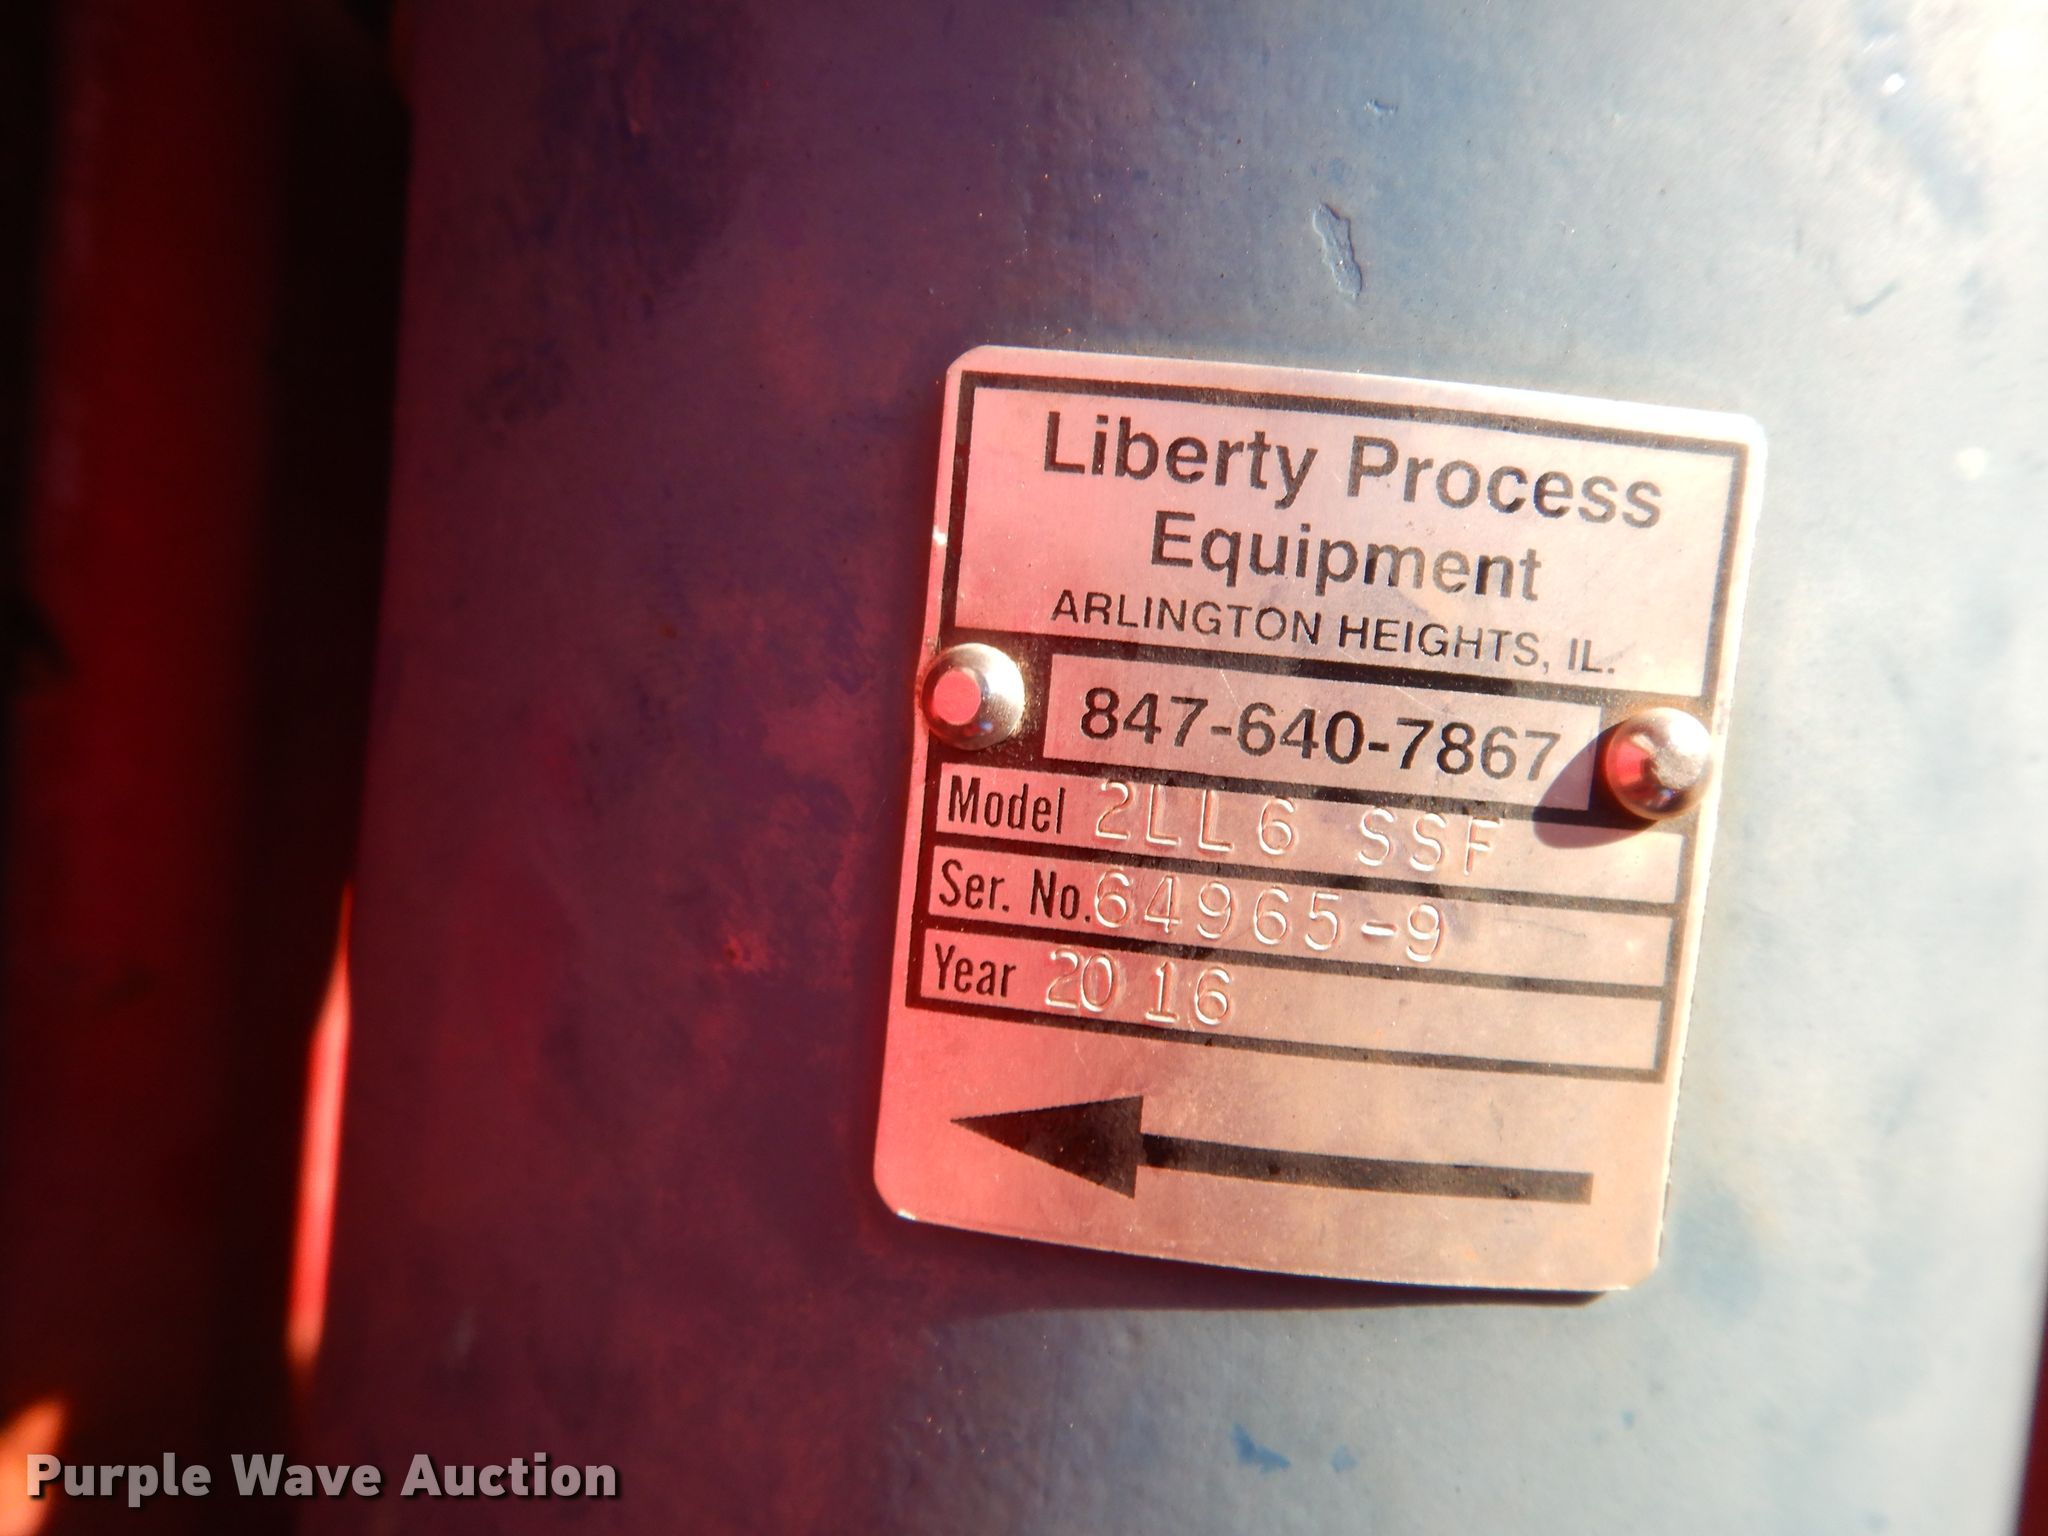 Liberty Process
Equipment
ARLINGTON HEIGHTS, IL.
847-640-7867
Model 2LL6 SSF
Ser. No. 64965-9
Year 2016
Purple Wave Auction